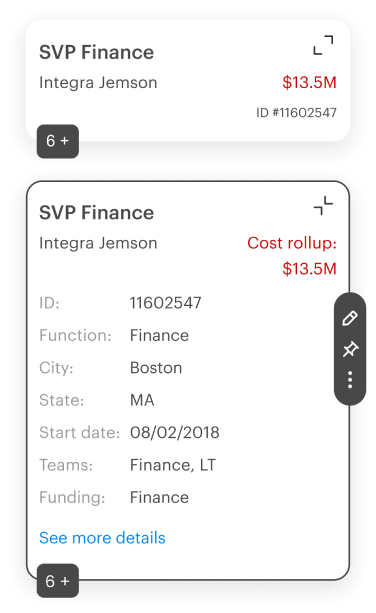 SVP Finance
Integra Jemson
$13.5M
ID #11602547
6 +
SVP Finance
Integra Jemson
Cost rollup:
$13.5M
ID: 11602547
Function: Finance
City: Boston
State: MA
Start date: 08/02/2018
Teams: Finance, LT
Funding: Finance
See more details
6 +